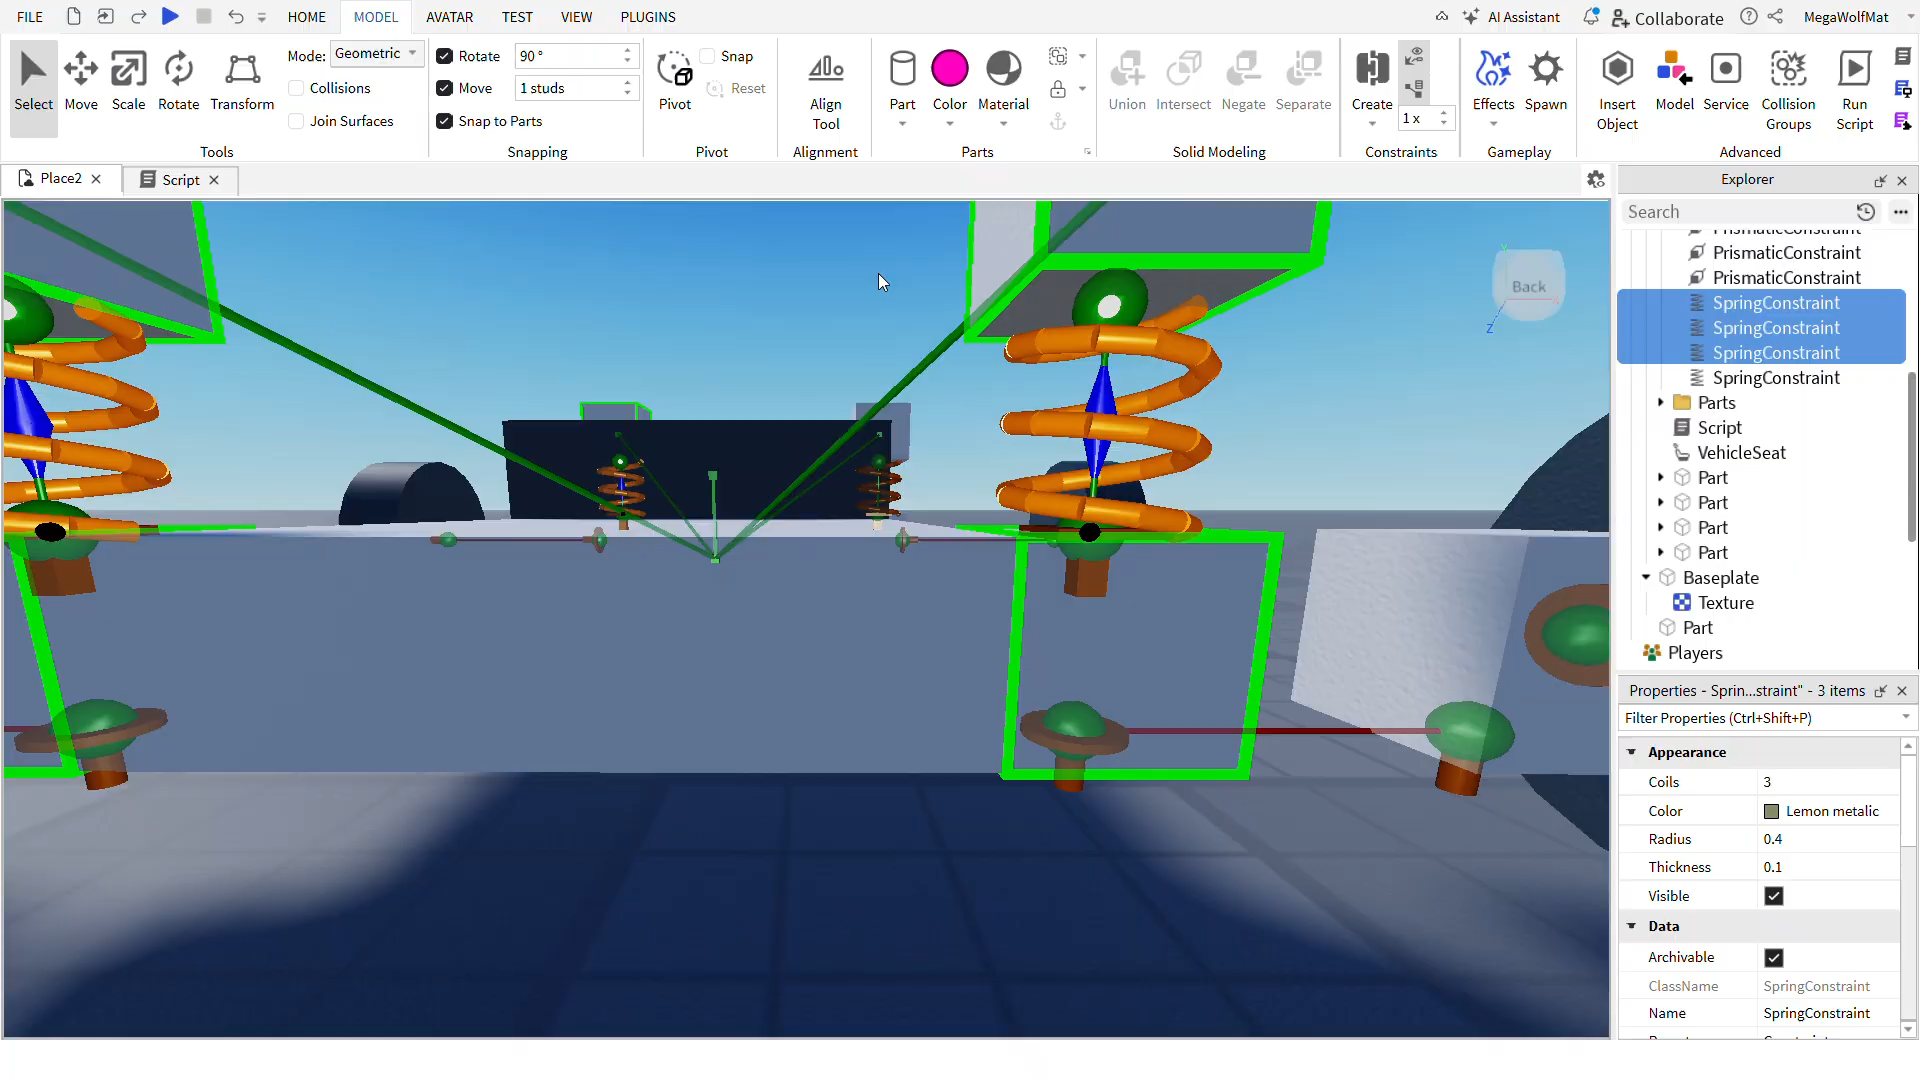 FILE HOME MODEL AVATAR TEST VIEW PLUGINS AI Assistant Collaborate MegaWolfMat
Select Move Scale Rotate Transform
Mode: Geometric
Collisions
Join Surfaces
Tools
Rotate 90 °
Move 1 studs
Snap to Parts
Snapping
Pivot
Snap
Reset
Pivot
Align
Tool
Alignment
Part Color Material
Parts
Union Intersect Negate Separate
Solid Modeling
Create
1 x
Constraints
Effects Spawn
Gameplay
Insert
Object
Model Service
Collision
Groups
Run
Script
Advanced
Place2
Script
Back
Y
X
Z
Explorer
Search
PrismaticConstraint
PrismaticConstraint
PrismaticConstraint
SpringConstraint
SpringConstraint
SpringConstraint
SpringConstraint
Parts
Script
VehicleSeat
Part
Part
Part
Part
Baseplate
Texture
Part
Players
Properties - Sprin...straint" - 3 items
Filter Properties (Ctrl+Shift+P)
Appearance
Coils 3
Color Lemon metalic
Radius 0.4
Thickness 0.1
Visible
Data
Archivable
ClassName SpringConstraint
Name SpringConstraint